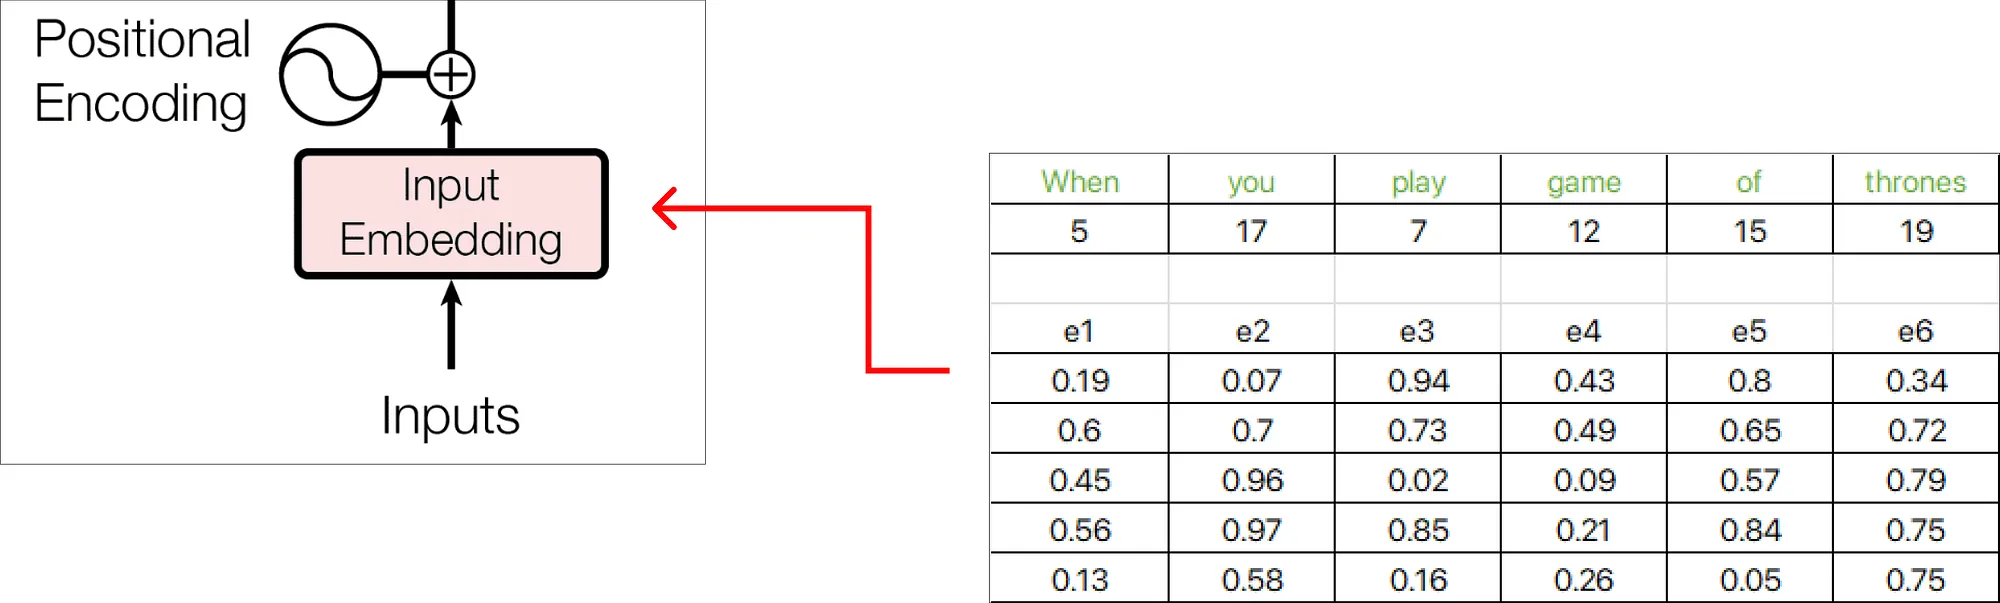 Positional
Encoding
Input
Embedding
Inputs
When you play game of thrones
5 17 7 12 15 19
e1 e2 e3 e4 e5 e6
0.19 0.07 0.94 0.43 0.8 0.34
0.6 0.7 0.73 0.49 0.65 0.72
0.45 0.96 0.02 0.09 0.57 0.79
0.56 0.97 0.85 0.21 0.84 0.75
0.13 0.58 0.16 0.26 0.05 0.75